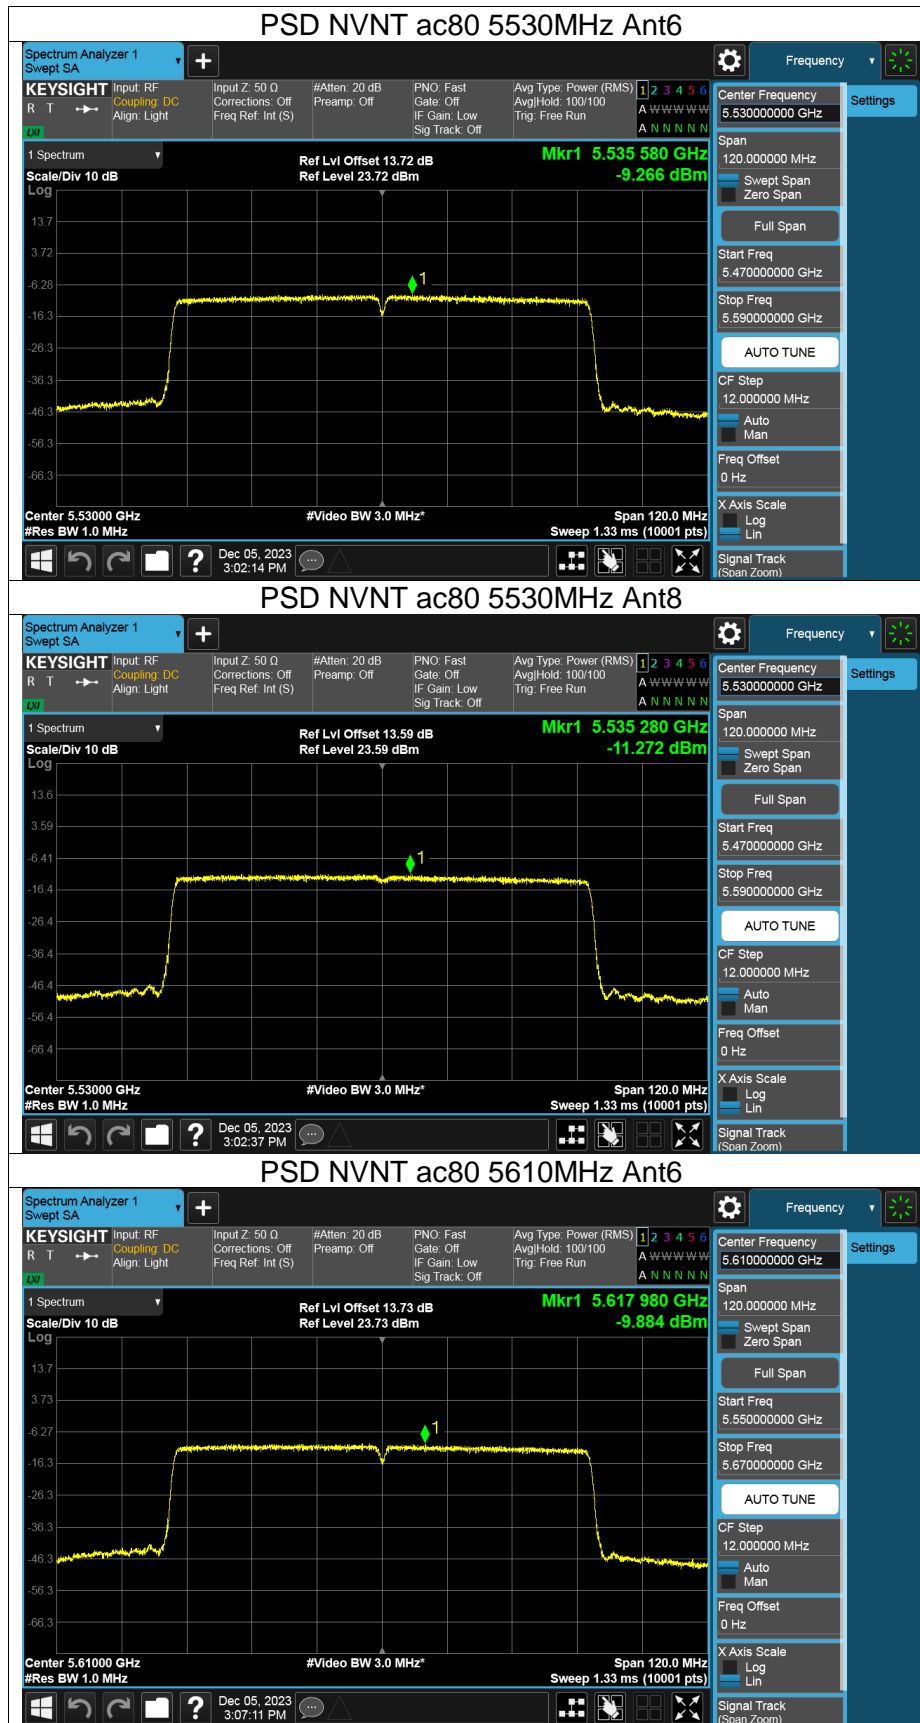 PSD NVNT ac80 5530MHz Ant6
Spectrum Analyzer 1
Swept SA
+
Frequency
KEYSIGHT
R T
LXI
Input: RF
Coupling: DC
Align: Light
Input Z: 50 Ω
Corrections: Off
Freq Ref: Int (S)
#Atten: 20 dB
Preamp: Off
PNO: Fast
Gate: Off
IF Gain: Low
Sig Track: Off
Avg Type: Power (RMS)
Avg|Hold: 100/100
Trig: Free Run
1 2 3 4 5 6
A W W W W W
A N N N N N
Center Frequency
5.530000000 GHz
Settings
Span
120.000000 MHz
Swept Span
Zero Span
Full Span
Start Freq
5.470000000 GHz
Stop Freq
5.590000000 GHz
AUTO TUNE
CF Step
12.000000 MHz
Auto
Man
Freq Offset
0 Hz
X Axis Scale
Log
Lin
Signal Track
(Span Zoom)
1 Spectrum
Scale/Div 10 dB
Log
Ref Lvl Offset 13.72 dB
Ref Level 23.72 dBm
Mkr1 5.535 580 GHz
-9.266 dBm
13.7
3.72
-6.28
-16.3
-26.3
-36.3
-46.3
-56.3
-66.3
1
Center 5.53000 GHz
#Res BW 1.0 MHz
#Video BW 3.0 MHz*
Span 120.0 MHz
Sweep 1.33 ms (10001 pts)
?
Dec 05, 2023
3:02:14 PM
PSD NVNT ac80 5530MHz Ant8
Spectrum Analyzer 1
Swept SA
+
Frequency
KEYSIGHT
R T
LXI
Input: RF
Coupling: DC
Align: Light
Input Z: 50 Ω
Corrections: Off
Freq Ref: Int (S)
#Atten: 20 dB
Preamp: Off
PNO: Fast
Gate: Off
IF Gain: Low
Sig Track: Off
Avg Type: Power (RMS)
Avg|Hold: 100/100
Trig: Free Run
1 2 3 4 5 6
A W W W W W
A N N N N N
Center Frequency
5.530000000 GHz
Settings
Span
120.000000 MHz
Swept Span
Zero Span
Full Span
Start Freq
5.470000000 GHz
Stop Freq
5.590000000 GHz
AUTO TUNE
CF Step
12.000000 MHz
Auto
Man
Freq Offset
0 Hz
X Axis Scale
Log
Lin
Signal Track
(Span Zoom)
1 Spectrum
Scale/Div 10 dB
Log
Ref Lvl Offset 13.59 dB
Ref Level 23.59 dBm
Mkr1 5.535 280 GHz
-11.272 dBm
13.6
3.59
-6.41
-16.4
-26.4
-36.4
-46.4
-56.4
-66.4
1
Center 5.53000 GHz
#Res BW 1.0 MHz
#Video BW 3.0 MHz*
Span 120.0 MHz
Sweep 1.33 ms (10001 pts)
?
Dec 05, 2023
3:02:37 PM
PSD NVNT ac80 5610MHz Ant6
Spectrum Analyzer 1
Swept SA
+
Frequency
KEYSIGHT
R T
LXI
Input: RF
Coupling: DC
Align: Light
Input Z: 50 Ω
Corrections: Off
Freq Ref: Int (S)
#Atten: 20 dB
Preamp: Off
PNO: Fast
Gate: Off
IF Gain: Low
Sig Track: Off
Avg Type: Power (RMS)
Avg|Hold: 100/100
Trig: Free Run
1 2 3 4 5 6
A W W W W W
A N N N N N
Center Frequency
5.610000000 GHz
Settings
Span
120.000000 MHz
Swept Span
Zero Span
Full Span
Start Freq
5.550000000 GHz
Stop Freq
5.670000000 GHz
AUTO TUNE
CF Step
12.000000 MHz
Auto
Man
Freq Offset
0 Hz
X Axis Scale
Log
Lin
Signal Track
(Span Zoom)
1 Spectrum
Scale/Div 10 dB
Log
Ref Lvl Offset 13.73 dB
Ref Level 23.73 dBm
Mkr1 5.617 980 GHz
-9.884 dBm
13.7
3.73
-6.27
-16.3
-26.3
-36.3
-46.3
-56.3
-66.3
1
Center 5.61000 GHz
#Res BW 1.0 MHz
#Video BW 3.0 MHz*
Span 120.0 MHz
Sweep 1.33 ms (10001 pts)
?
Dec 05, 2023
3:07:11 PM